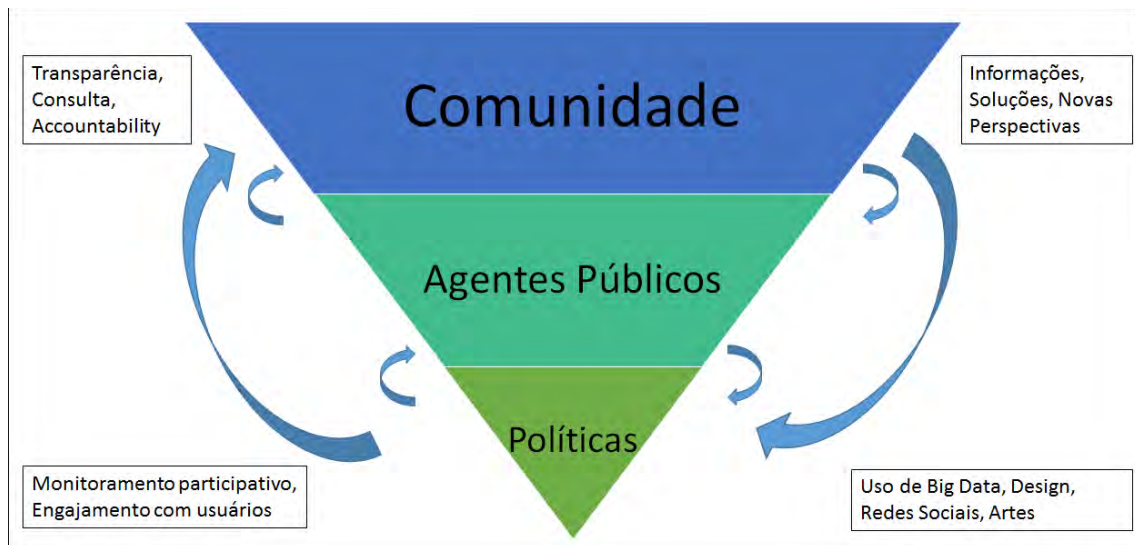 Transparência,
Consulta,
Accountability
Comunidade
Informações,
Soluções, Novas
Perspectivas
Agentes Públicos
Políticas
Monitoramento participativo,
Engajamento com usuários
Uso de Big Data, Design,
Redes Sociais, Artes